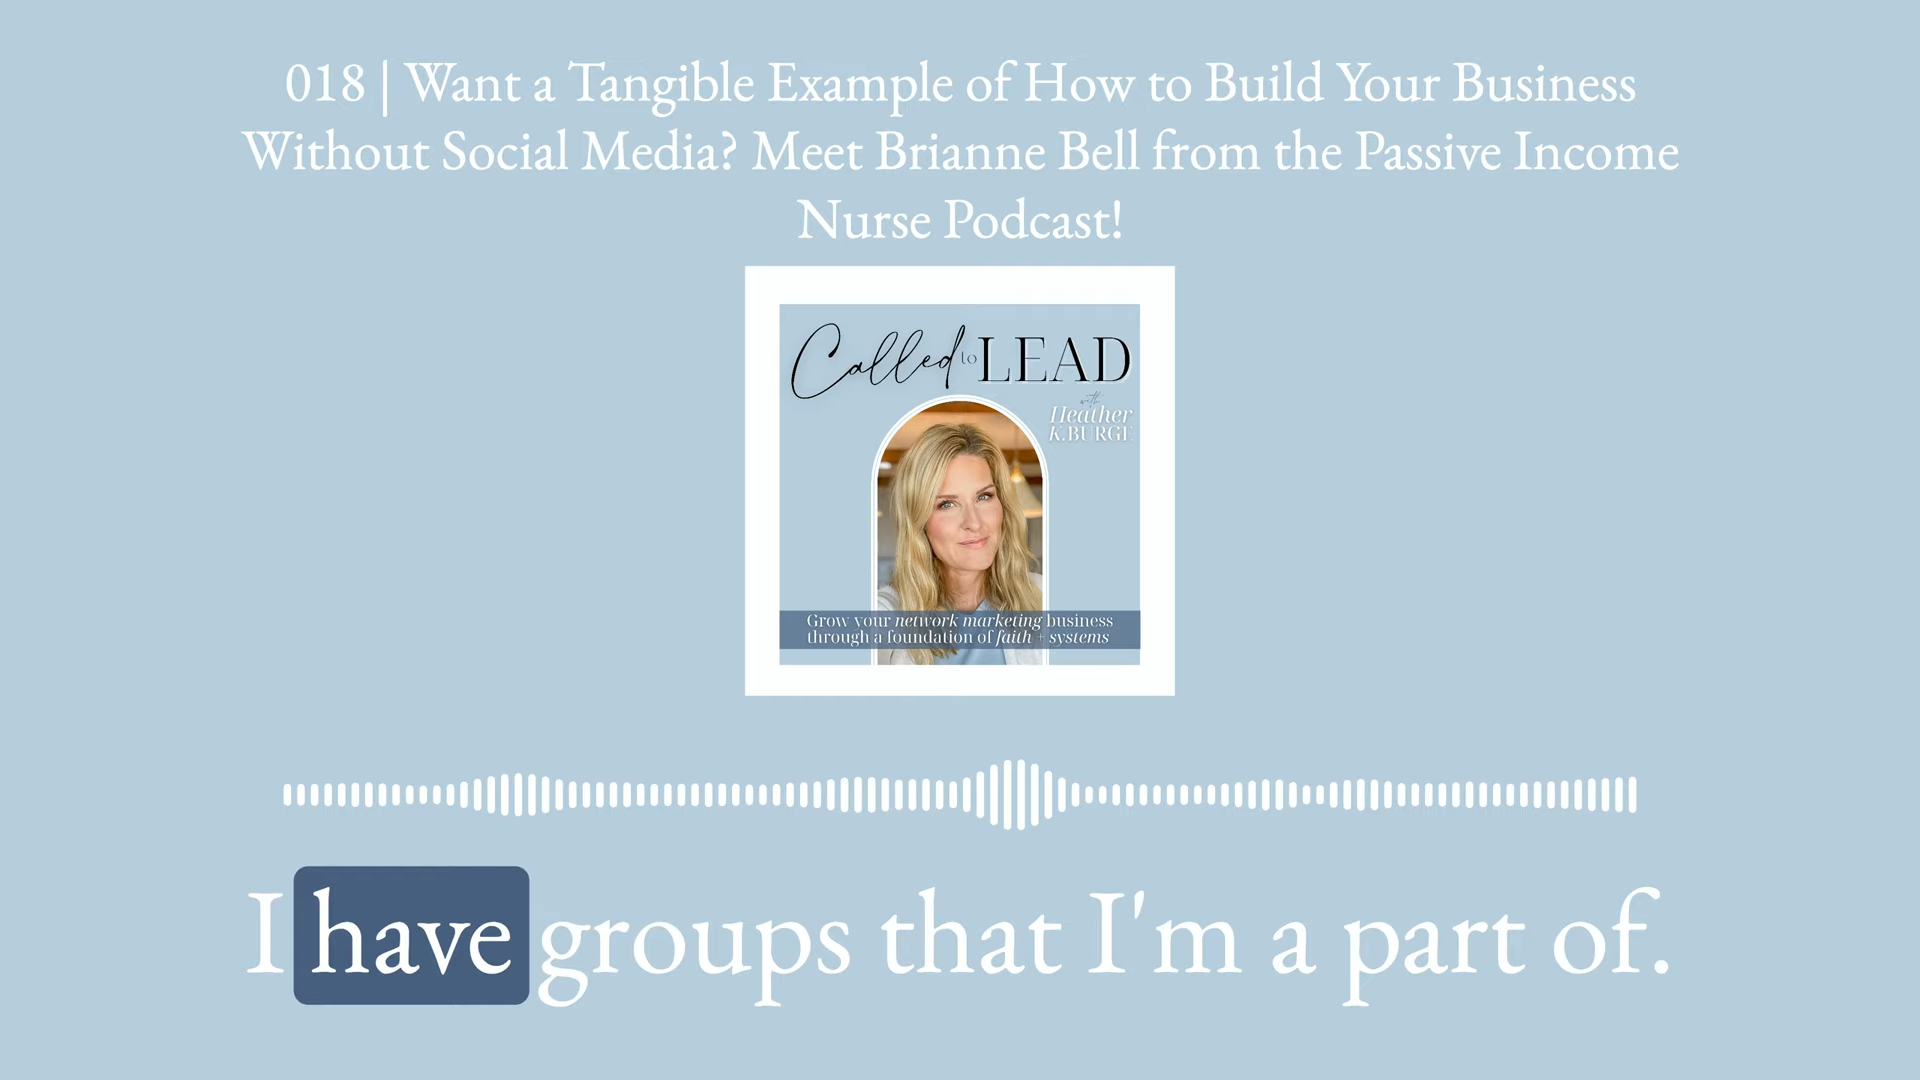 018 | Want a Tangible Example of How to Build Your Business
Without Social Media? Meet Brianne Bell from the Passive Income
Nurse Podcast!
Called to LEAD
with
Heather
K.BURGE
Grow your network marketing business
through a foundation of faith + systems
I have groups that I'm a part of.